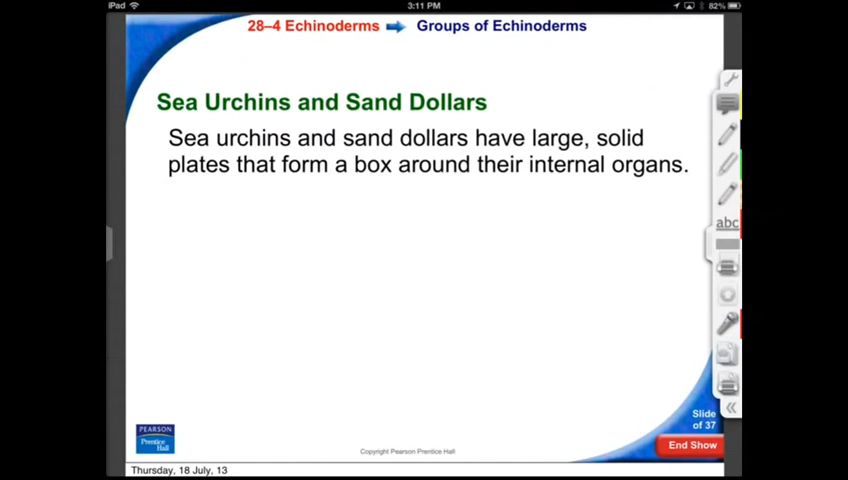 iPad 3:11 PM 82%
28–4 Echinoderms Groups of Echinoderms
Sea Urchins and Sand Dollars
Sea urchins and sand dollars have large, solid
plates that form a box around their internal organs.
abc
Slide
of 37
End Show
PEARSON
Prentice
Hall
Copyright Pearson Prentice Hall
Thursday, 18 July, 13